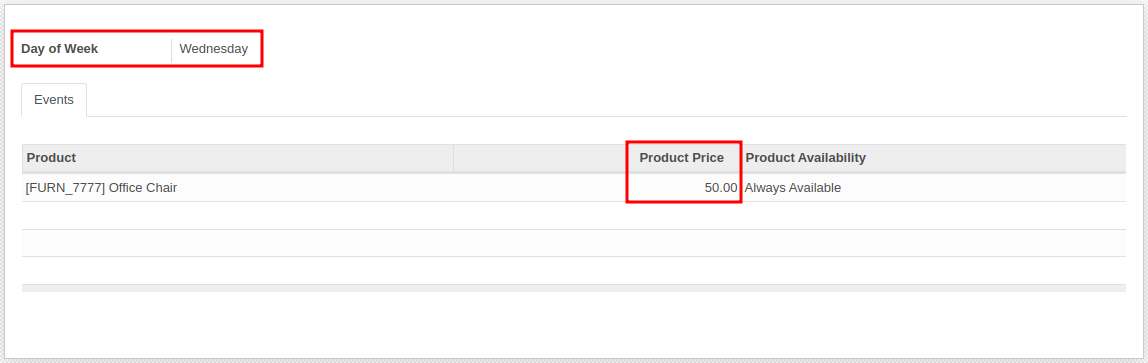 Day of Week Wednesday
Events
Product Product Price Product Availability
[FURN_7777] Office Chair 50.00 Always Available